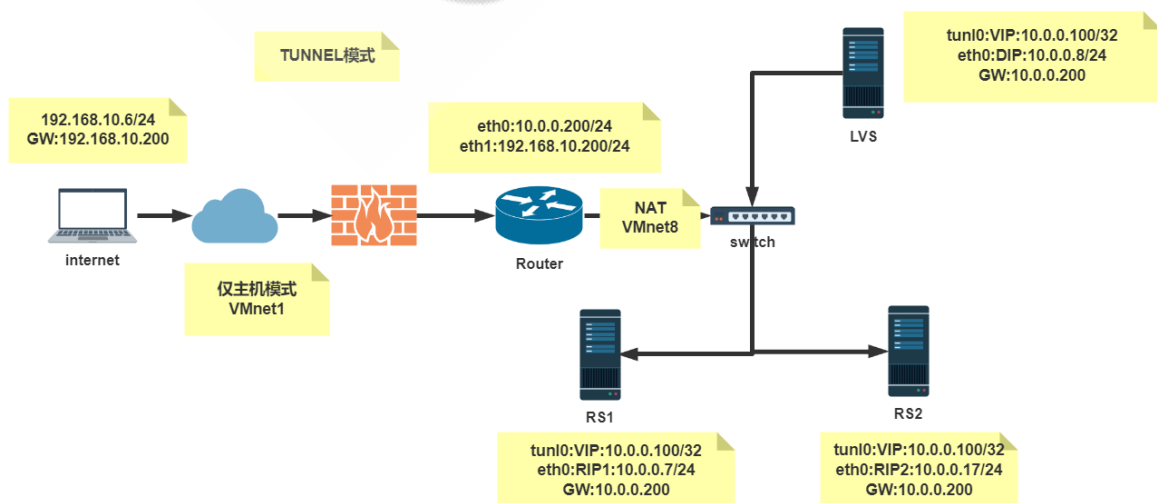 TUNNEL模式
tunl0:VIP:10.0.0.100/32
eth0:DIP:10.0.0.8/24
GW:10.0.0.200
LVS
192.168.10.6/24
GW:192.168.10.200
eth0:10.0.0.200/24
eth1:192.168.10.200/24
NAT
VMnet8
switch
internet
Router
仅主机模式
VMnet1
RS1
RS2
tunl0:VIP:10.0.0.100/32
eth0:RIP1:10.0.0.7/24
GW:10.0.0.200
tunl0:VIP:10.0.0.100/32
eth0:RIP2:10.0.0.17/24
GW:10.0.0.200